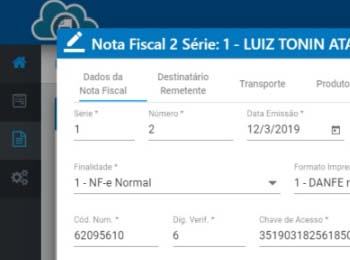 Nota Fiscal 2 Série: 1 - LUIZ TONIN ATA
Dados da Nota Fiscal
Destinatário Remetente
Transporte
Produto
Série *
Número *
Data Emissão *
1
2
12/3/2019
Finalidade *
Formato Impre
1 - NF-e Normal
1 - DANFE n
Cód. Num. *
Dig. Verif. *
Chave de Acesso *
62095610
6
351903182561850